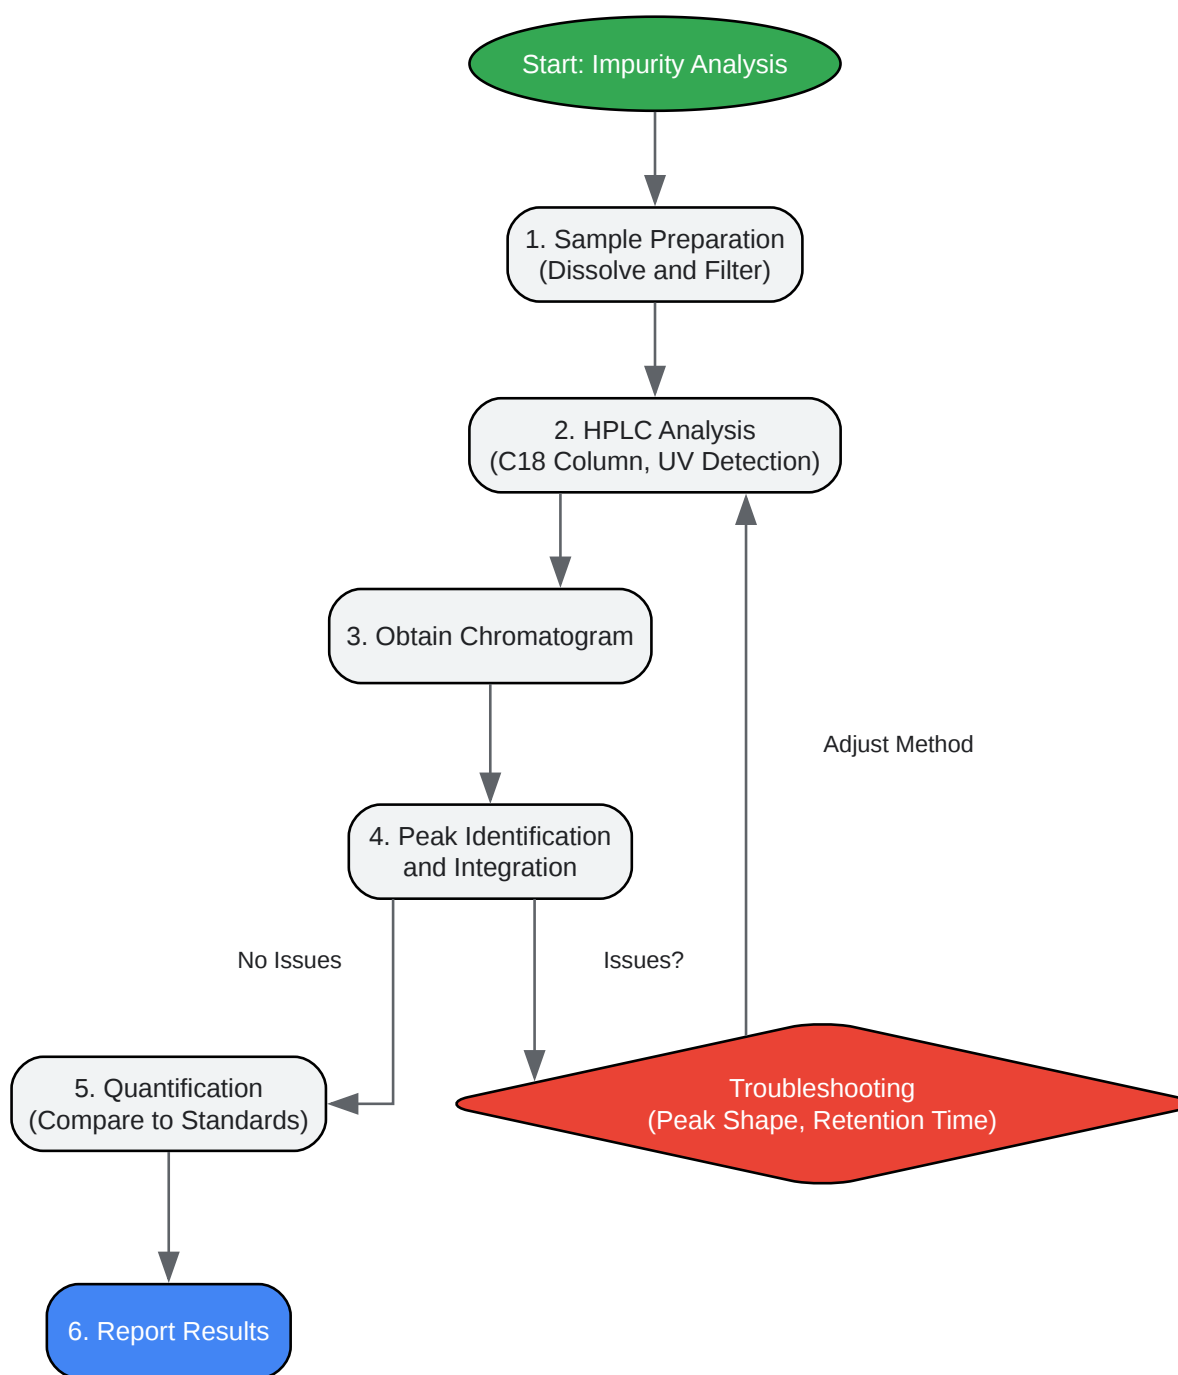 Start: Impurity Analysis
1. Sample Preparation
(Dissolve and Filter)
2. HPLC Analysis
(C18 Column, UV Detection)
3. Obtain Chromatogram
Adjust Method
4. Peak Identification
and Integration
No Issues
Issues?
5. Quantification
(Compare to Standards)
Troubleshooting
(Peak Shape, Retention Time)
6. Report Results